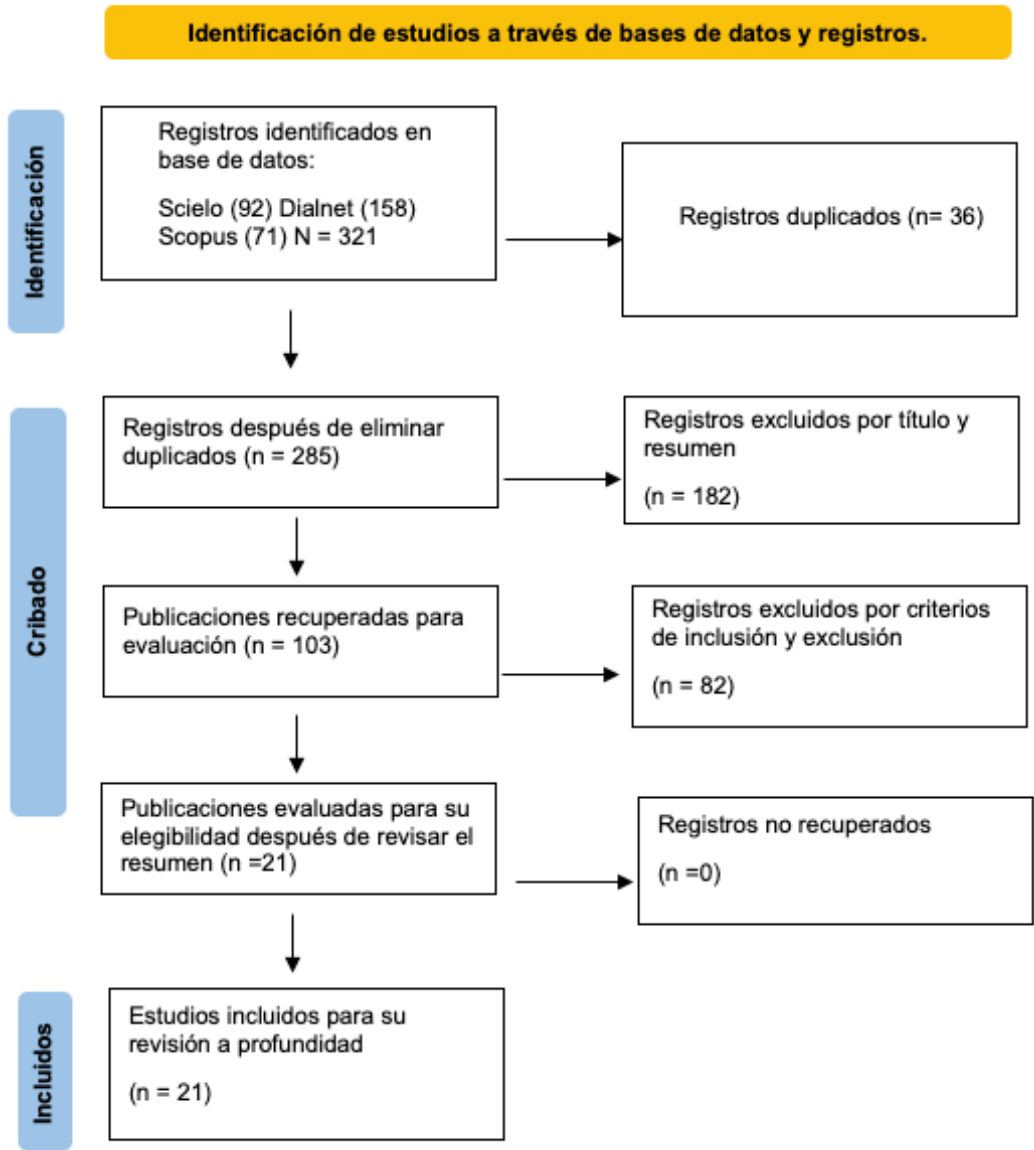 Identificación de estudios a través de bases de datos y registros.
Identificación
Registros identificados en
base de datos:
Scielo (92) Dialnet (158)
Scopus (71) N = 321
Registros duplicados (n= 36)
Cribado
Registros después de eliminar
duplicados (n = 285)
Registros excluidos por título y
resumen
(n = 182)
Publicaciones recuperadas para
evaluación (n = 103)
Registros excluidos por criterios
de inclusión y exclusión
(n = 82)
Publicaciones evaluadas para su
elegibilidad después de revisar el
resumen (n =21)
Registros no recuperados
(n =0)
Incluidos
Estudios incluidos para su
revisión a profundidad
(n = 21)